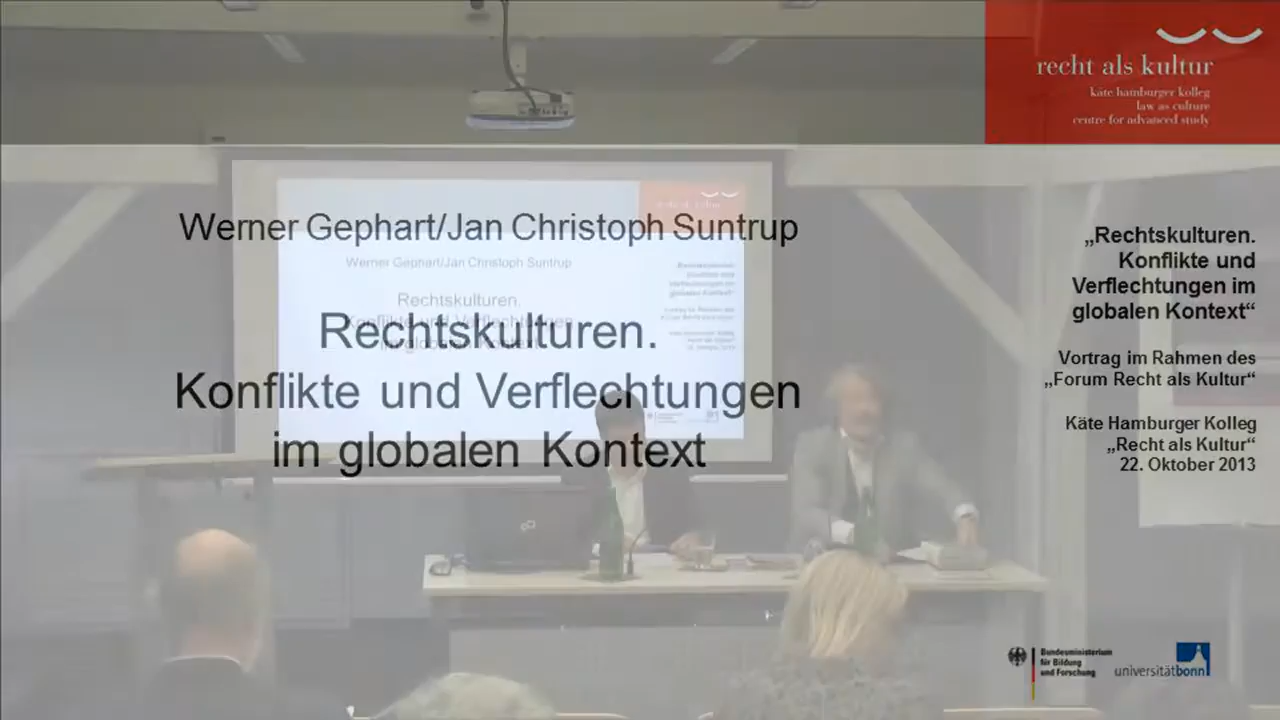 recht als kultur
käte hamburger kolleg
law as culture
centre for advanced study
Werner Gephart/Jan Christoph Suntrup
Rechtskulturen.
Konflikte und Verflechtungen
im globalen Kontext
„Rechtskulturen.
Konflikte und
Verflechtungen im
globalen Kontext“
Vortrag im Rahmen des
„Forum Recht als Kultur“
Käte Hamburger Kolleg
„Recht als Kultur“
22. Oktober 2013
Werner Gephart/Jan Christoph Suntrup
Rechtskulturen.
Bundesministerium
für Bildung
und Forschung
universitätbonn